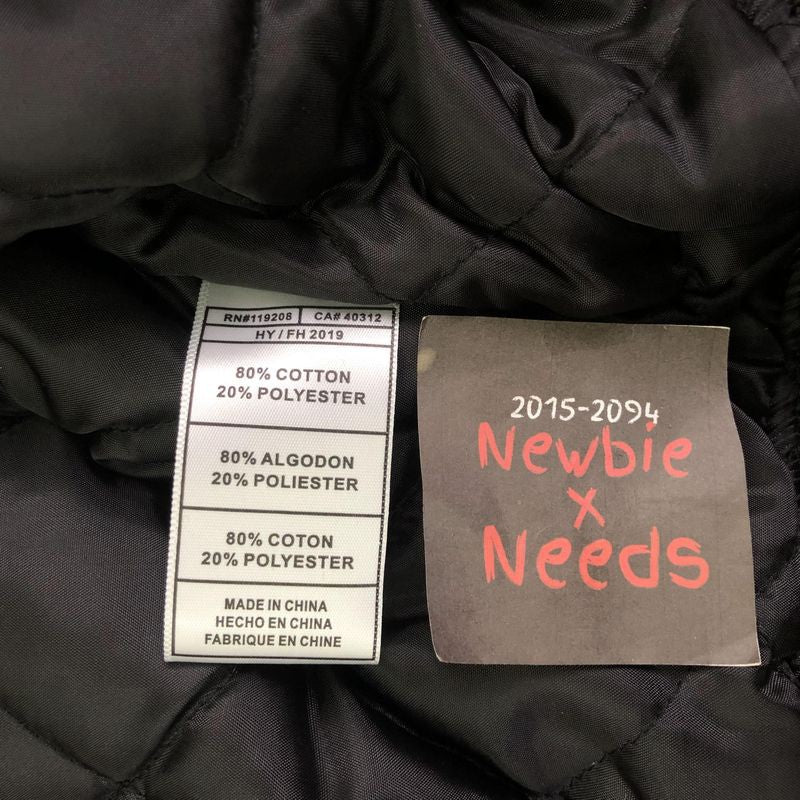 RN#119208 CA# 40312
HY / FH 2019
80% COTTON
20% POLYESTER
80% ALGODON
20% POLIESTER
80% COTON
20% POLYESTER
MADE IN CHINA
HECHO EN CHINA
FABRIQUE EN CHINE
2015-2094
Newbie
x
Needs